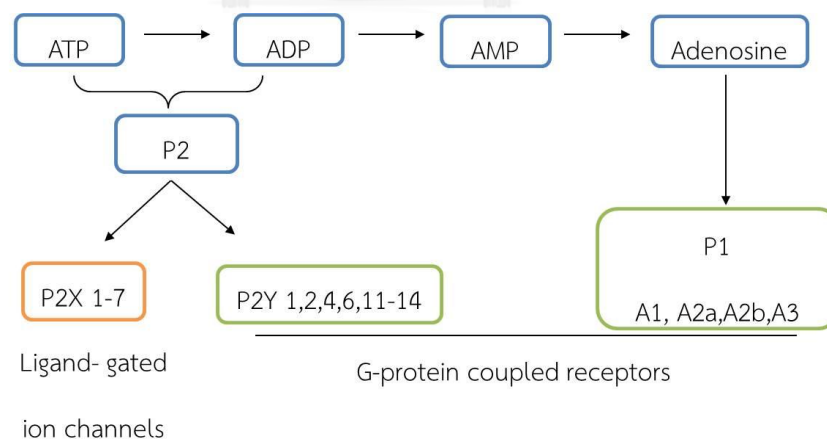 ATP
ADP
AMP
Adenosine
P2
P1
A1, A2a,A2b,A3
P2X 1-7
P2Y 1,2,4,6,11-14
Ligand- gated
ion channels
G-protein coupled receptors